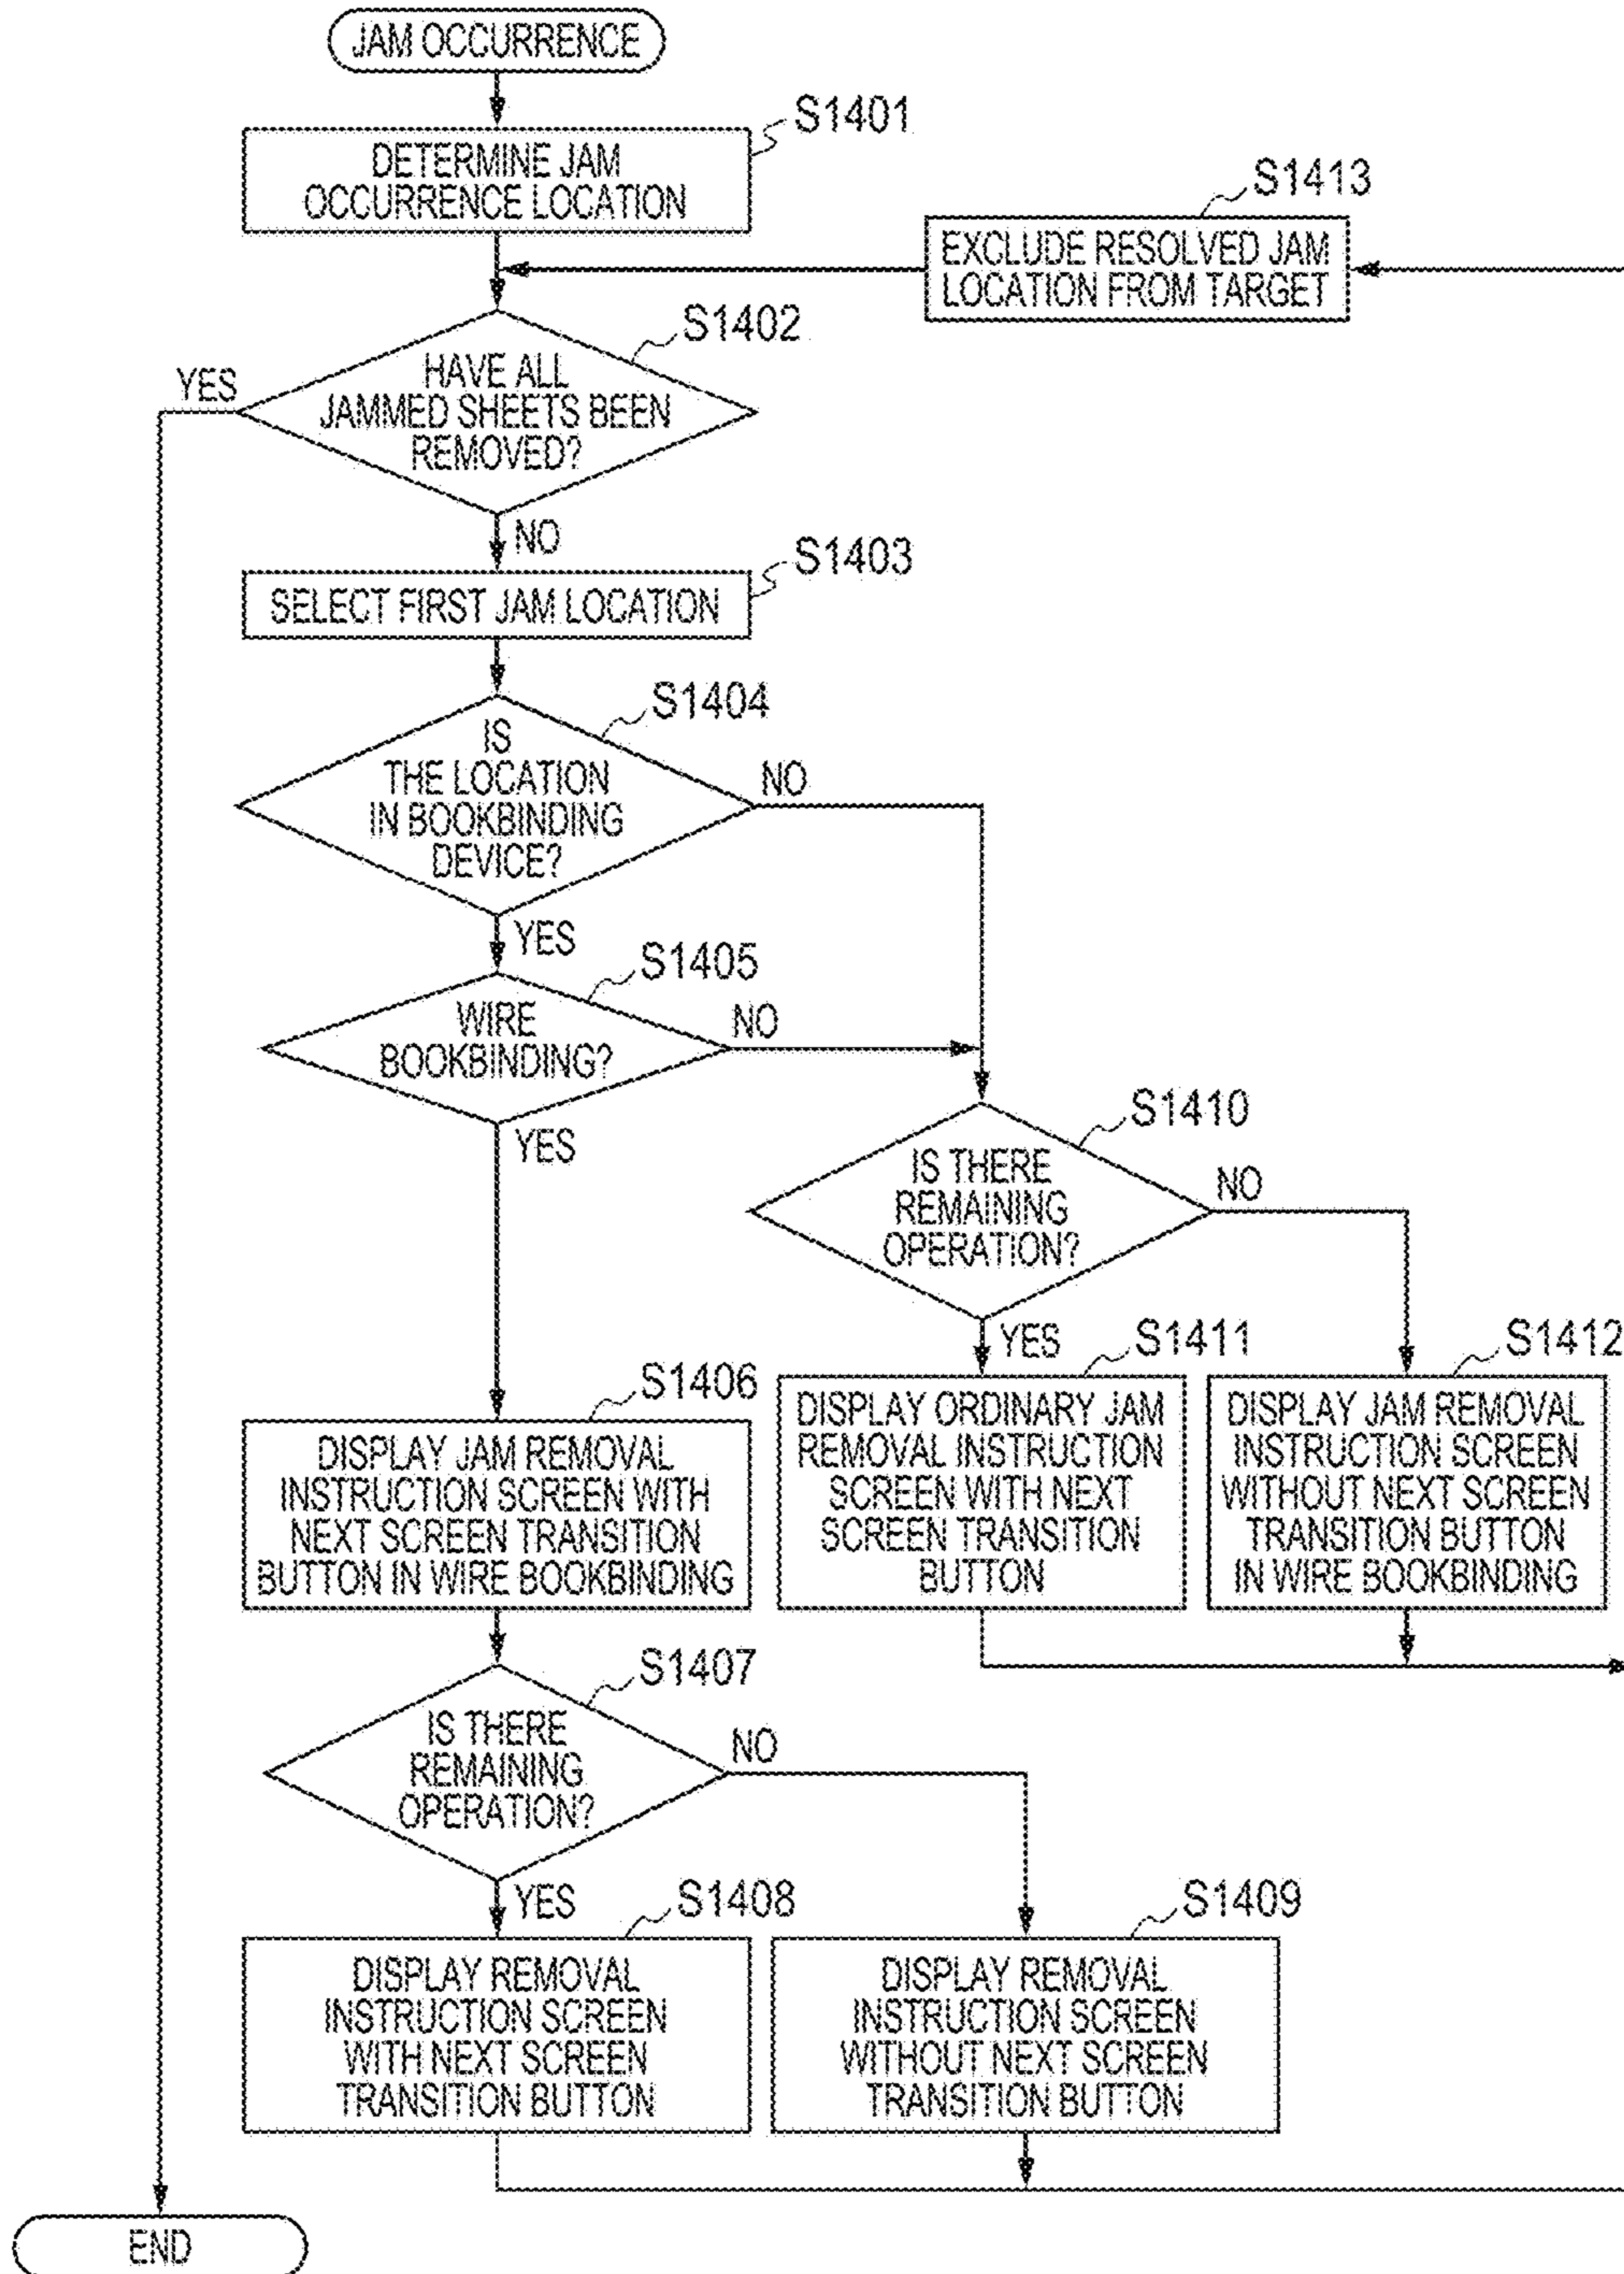 JAM OCCURRENCE
S1401
DETERMINE JAM
OCCURRENCE LOCATION
S1413
EXCLUDE RESOLVED JAM
LOCATION FROM TARGET
S1402
YES
HAVE ALL
JAMMED SHEETS BEEN
REMOVED?
NO
S1403
SELECT FIRST JAM LOCATION
S1404
IS
THE LOCATION
IN BOOKBINDING
DEVICE?
NO
YES
S1405
WIRE
BOOKBINDING?
NO
YES
S1410
IS THERE
REMAINING
OPERATION?
NO
YES
S1411
S1412
S1406
DISPLAY ORDINARY JAM
REMOVAL INSTRUCTION
SCREEN WITH NEXT
SCREEN TRANSITION
BUTTON
DISPLAY JAM REMOVAL
INSTRUCTION SCREEN
WITHOUT NEXT SCREEN
TRANSITION BUTTON
IN WIRE BOOKBINDING
DISPLAY JAM REMOVAL
INSTRUCTION SCREEN WITH
NEXT SCREEN TRANSITION
BUTTON IN WIRE BOOKBINDING
S1407
IS THERE
REMAINING
OPERATION?
NO
YES
S1408
S1409
DISPLAY REMOVAL
INSTRUCTION SCREEN
WITH NEXT SCREEN
TRANSITION BUTTON
DISPLAY REMOVAL
INSTRUCTION SCREEN
WITHOUT NEXT SCREEN
TRANSITION BUTTON
END